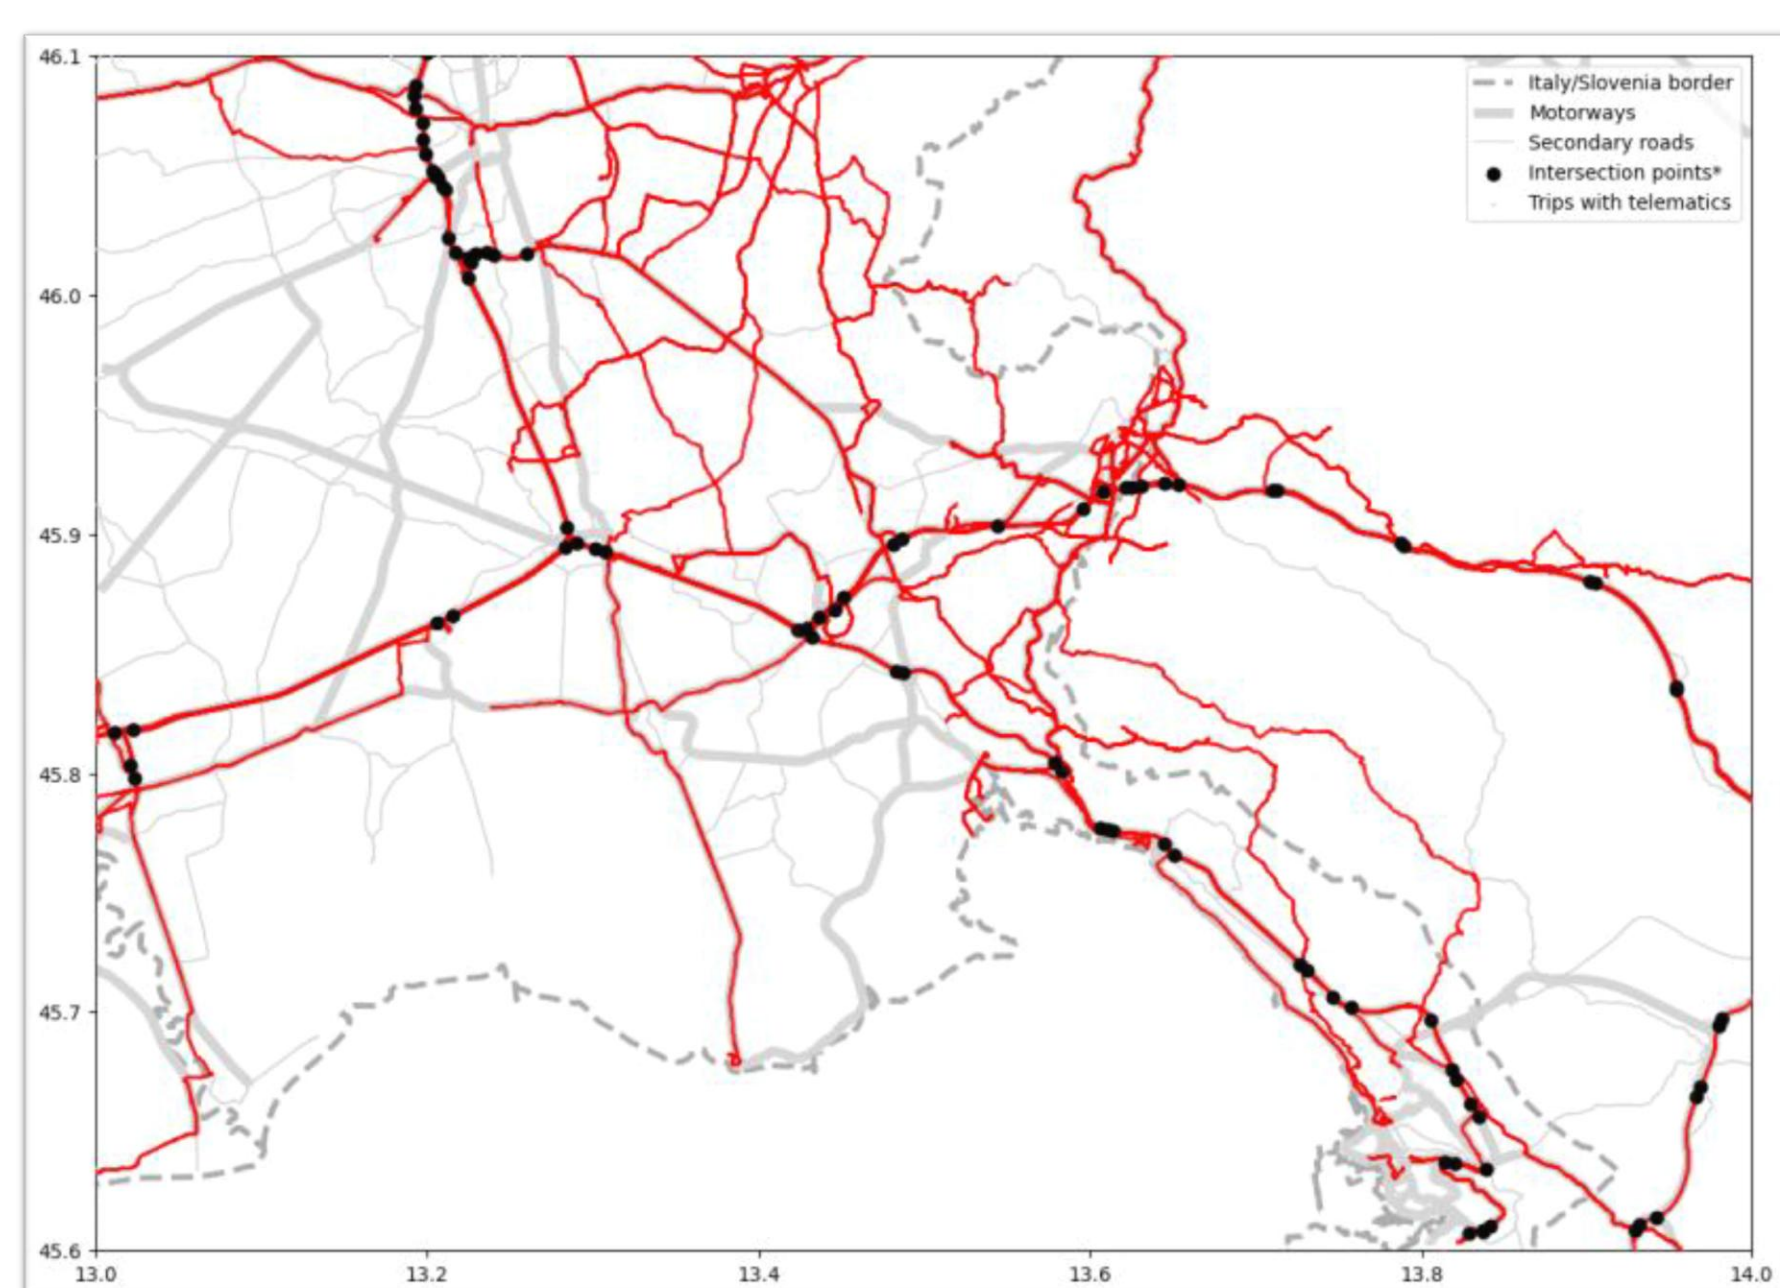 46.1
46.0
45.9
45.8
45.7
45.6
13.0
13.2
13.4
13.6
13.8
14.0
Italy/Slovenia border
Motorways
Secondary roads
Intersection points*
Trips with telematics